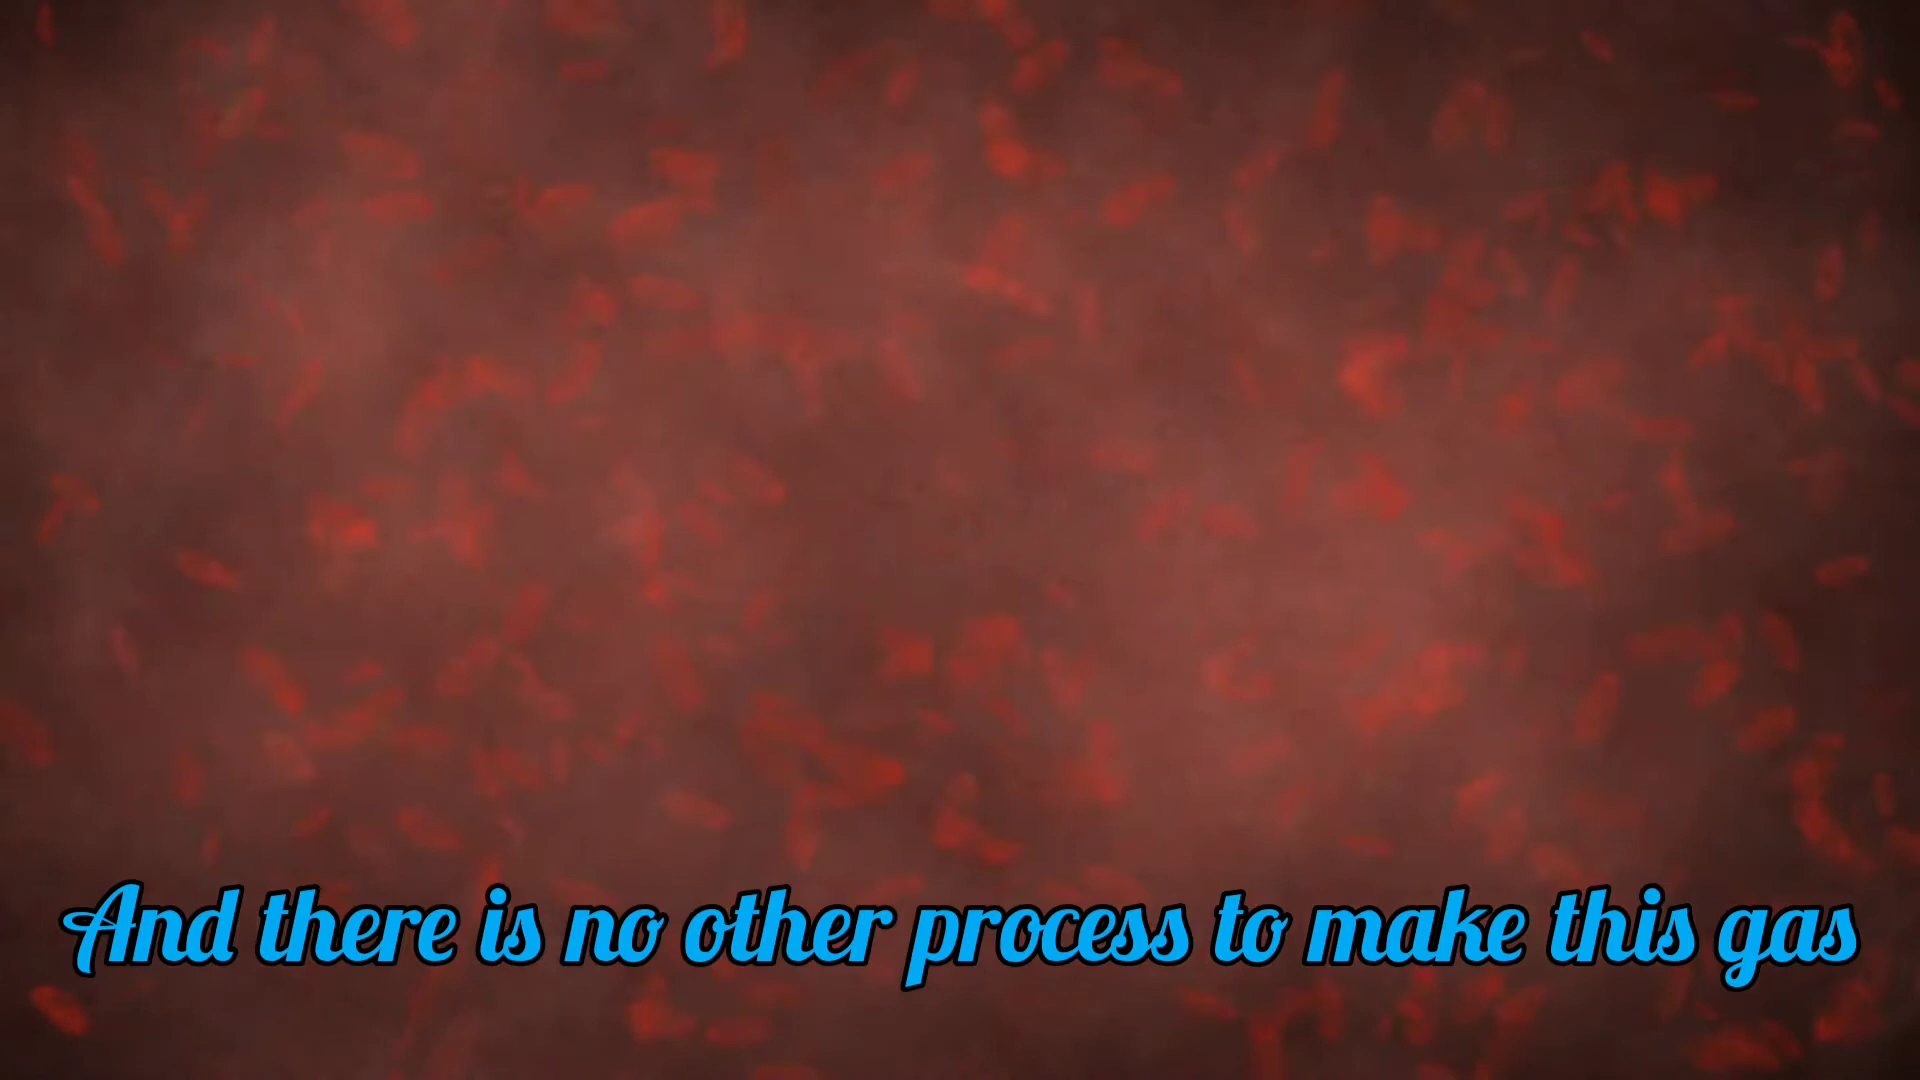 And there is no other process to make this gas